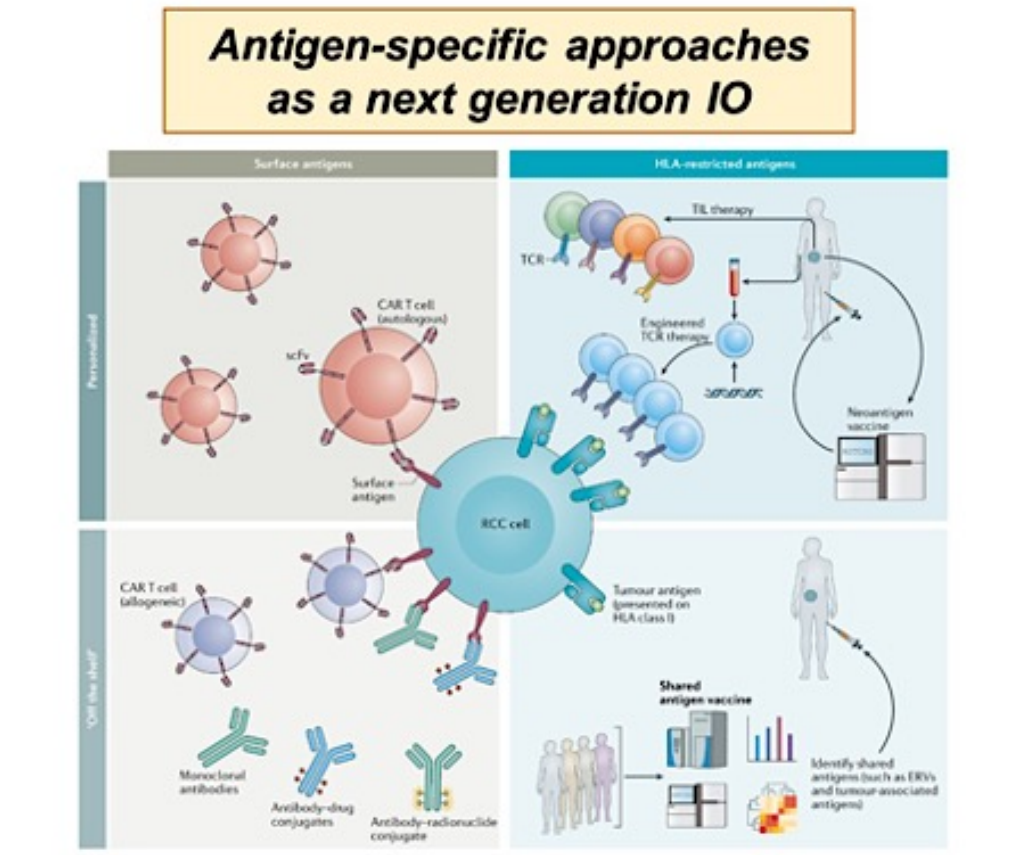 Antigen-specific approaches
as a next generation IO
Surface antigens
HLA-restricted antigens
Personalized
CAR T cell
(autologous)
scFv
Surface
antigen
RCC cell
TIL therapy
TCR
Engineered
TCR therapy
Neoantigen
vaccine
'Off the shelf'
CAR T cell
(allogeneic)
Monoclonal
antibodies
Antibody–drug
conjugates
Antibody–radionuclide
conjugate
Tumour antigen
(presented on
HLA class I)
Shared
antigen vaccine
Identify shared
antigens (such as ERVs
and tumour-associated
antigens)